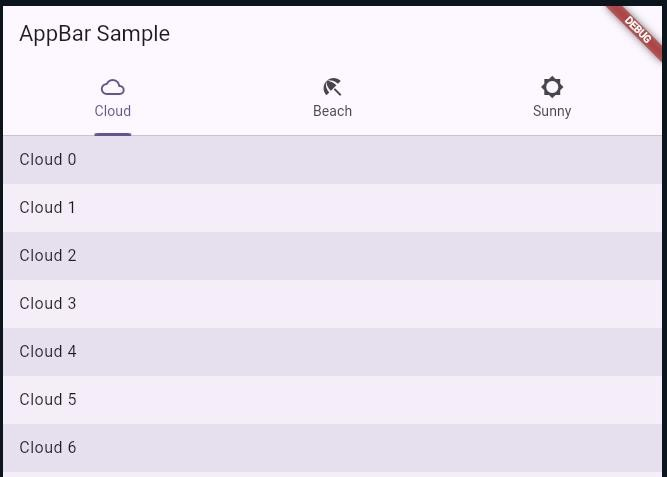 AppBar Sample
DEBUG
Cloud
Beach
Sunny
Cloud 0
Cloud 1
Cloud 2
Cloud 3
Cloud 4
Cloud 5
Cloud 6